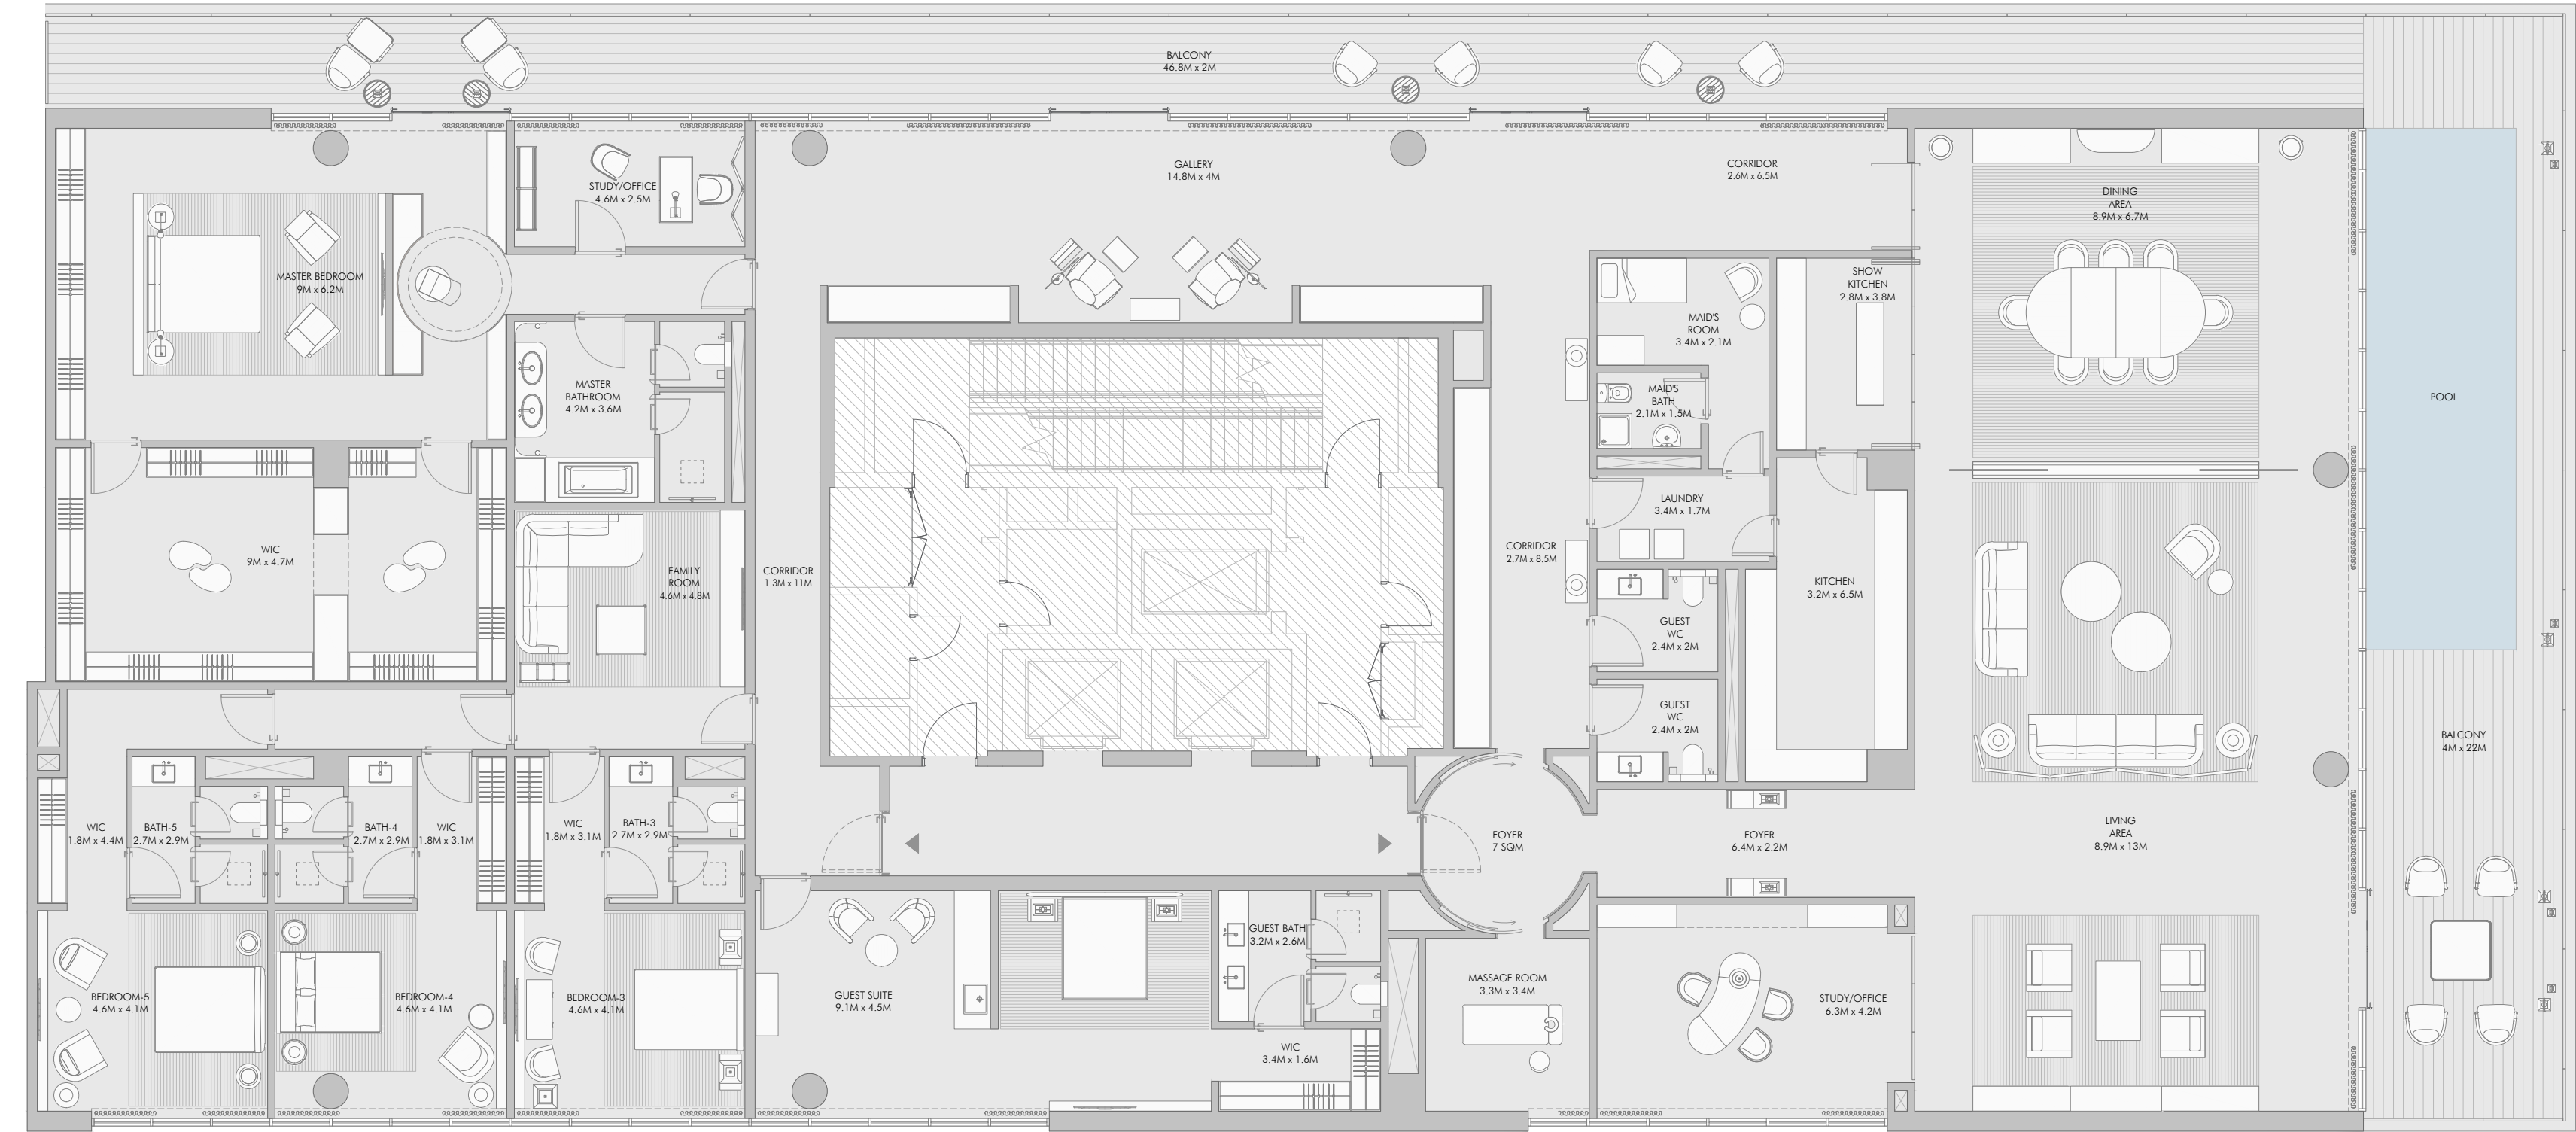 BALCONY
46.8M x 2M
GALLERY
14.8M x 4M
CORRIDOR
2.6M x 6.5M
STUDY/OFFICE
4.6M x 2.5M
DINING
AREA
8.9M x 6.7M
MASTER BEDROOM
9M x 6.2M
SHOW
KITCHEN
2.8M x 3.8M
MAID'S
ROOM
3.4M x 2.1M
MASTER
BATHROOM
4.2M x 3.6M
MAID'S
BATH
2.1M x 1.5M
POOL
LAUNDRY
3.4M x 1.7M
WIC
9M x 4.7M
FAMILY
ROOM
4.6M x 4.8M
CORRIDOR
1.3M x 11M
CORRIDOR
2.7M x 8.5M
KITCHEN
3.2M x 6.5M
GUEST
WC
2.4M x 2M
GUEST
WC
2.4M x 2M
BALCONY
4M x 22M
WIC
1.8M x 4.4M
BATH-5
2.7M x 2.9M
BATH-4
2.7M x 2.9M
WIC
1.8M x 3.1M
WIC
1.8M x 3.1M
BATH-3
2.7M x 2.9M
FOYER
7 SQM
FOYER
6.4M x 2.2M
LIVING
AREA
8.9M x 13M
GUEST BATH
3.2M x 2.6M
BEDROOM-5
4.6M x 4.1M
BEDROOM-4
4.6M x 4.1M
BEDROOM-3
4.6M x 4.1M
GUEST SUITE
9.1M x 4.5M
MASSAGE ROOM
3.3M x 3.4M
STUDY/OFFICE
6.3M x 4.2M
WIC
3.4M x 1.6M